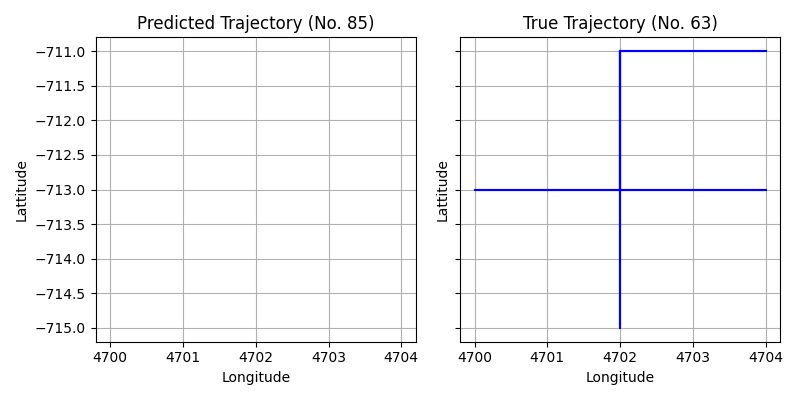 Predicted Trajectory (No. 85)
True Trajectory (No. 63)
−711.0
−711.5
−712.0
−712.5
−713.0
−713.5
−714.0
−714.5
−715.0
Lattitude
Lattitude
4700 4701 4702 4703 4704
4700 4701 4702 4703 4704
Longitude
Longitude